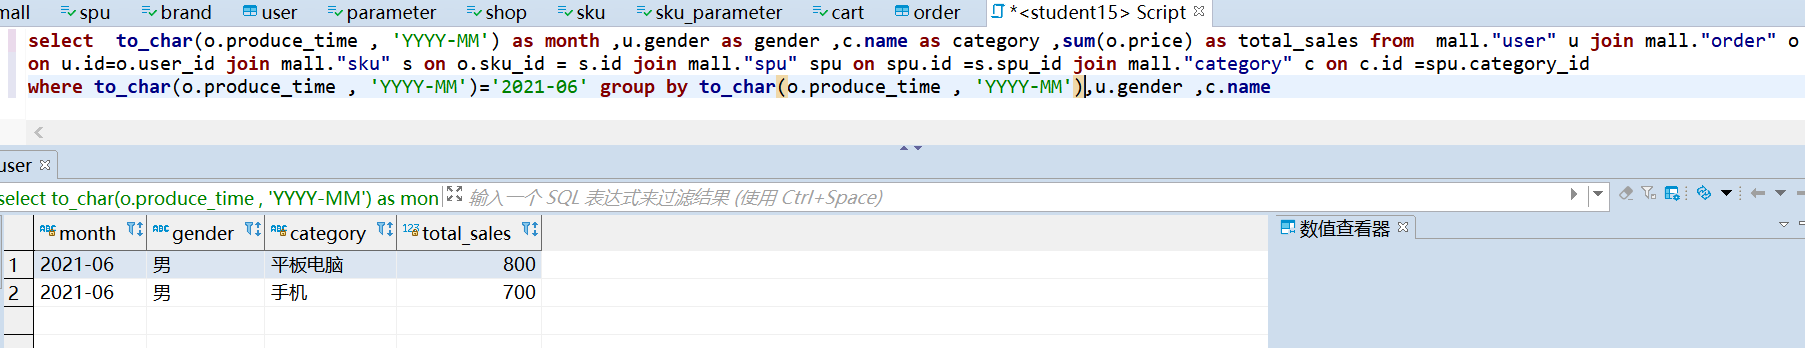 mall spu brand user parameter shop sku sku_parameter cart order *<student15> Script
select to_char(o.produce_time , 'YYYY-MM') as month ,u.gender as gender ,c.name as category ,sum(o.price) as total_sales from mall."user" u join mall."order" o
on u.id=o.user_id join mall."sku" s on o.sku_id = s.id join mall."spu" spu on spu.id =s.spu_id join mall."category" c on c.id =spu.category_id
where to_char(o.produce_time , 'YYYY-MM')='2021-06' group by to_char(o.produce_time , 'YYYY-MM'),u.gender ,c.name
user
select to_char(o.produce_time , 'YYYY-MM') as mon 输入一个 SQL 表达式来过滤结果 (使用 Ctrl+Space)
ABC month ABC gender ABC category 123 total_sales 数值查看器
1 2021-06 男 平板电脑 800
2 2021-06 男 手机 700